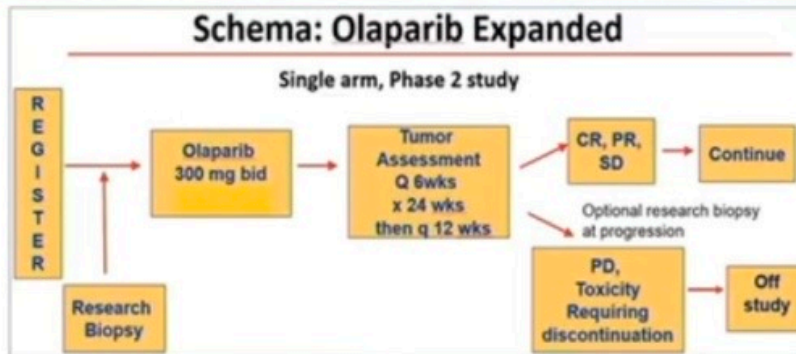 Schema: Olaparib Expanded
Single arm, Phase 2 study
REGISTER
Research
Biopsy
Olaparib
300 mg bid
Tumor
Assessment
Q 6wks
x 24 wks
then q 12 wks
CR, PR,
SD
Continue
Optional research biopsy
at progression
PD,
Toxicity
Requiring
discontinuation
Off
study